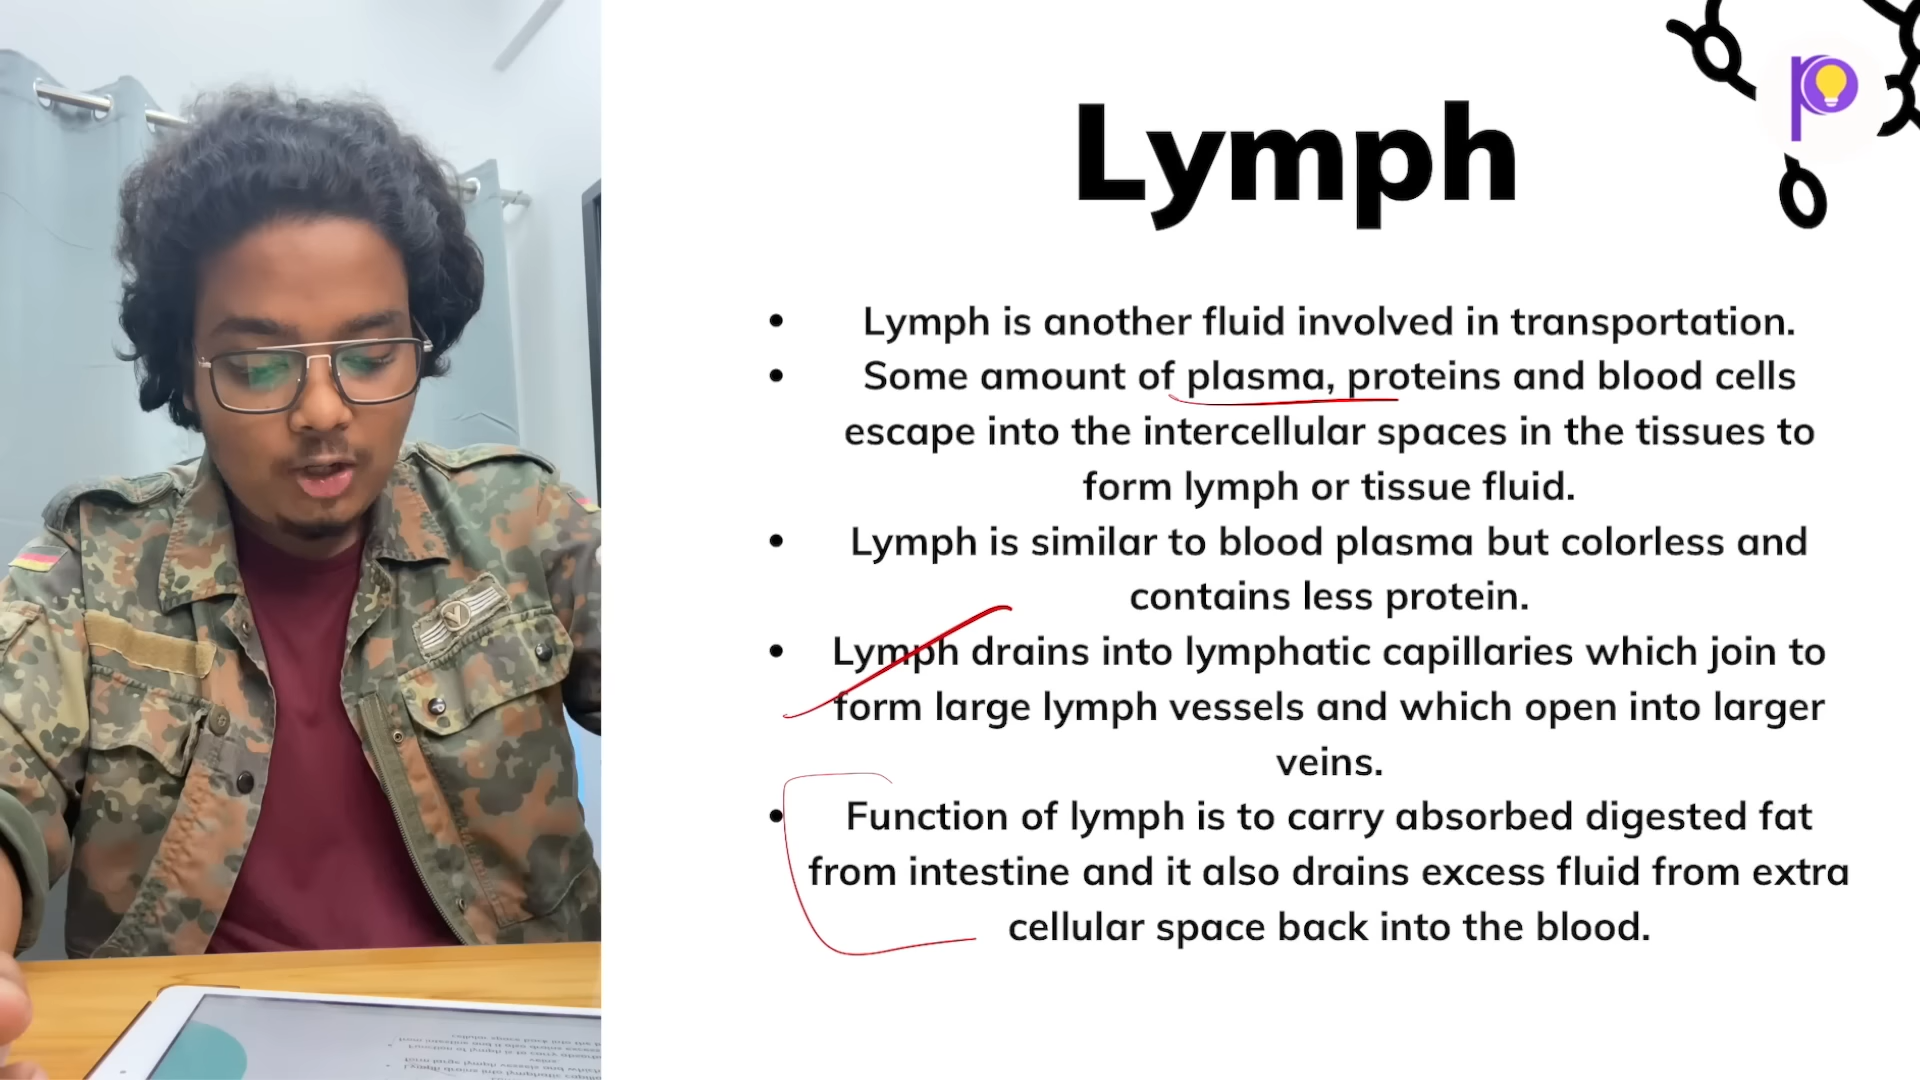 Lymph
• Lymph is another fluid involved in transportation.
• Some amount of plasma, proteins and blood cells
escape into the intercellular spaces in the tissues to
form lymph or tissue fluid.
• Lymph is similar to blood plasma but colorless and
contains less protein.
• Lymph drains into lymphatic capillaries which join to
form large lymph vessels and which open into larger
veins.
• Function of lymph is to carry absorbed digested fat
from intestine and it also drains excess fluid from extra
cellular space back into the blood.